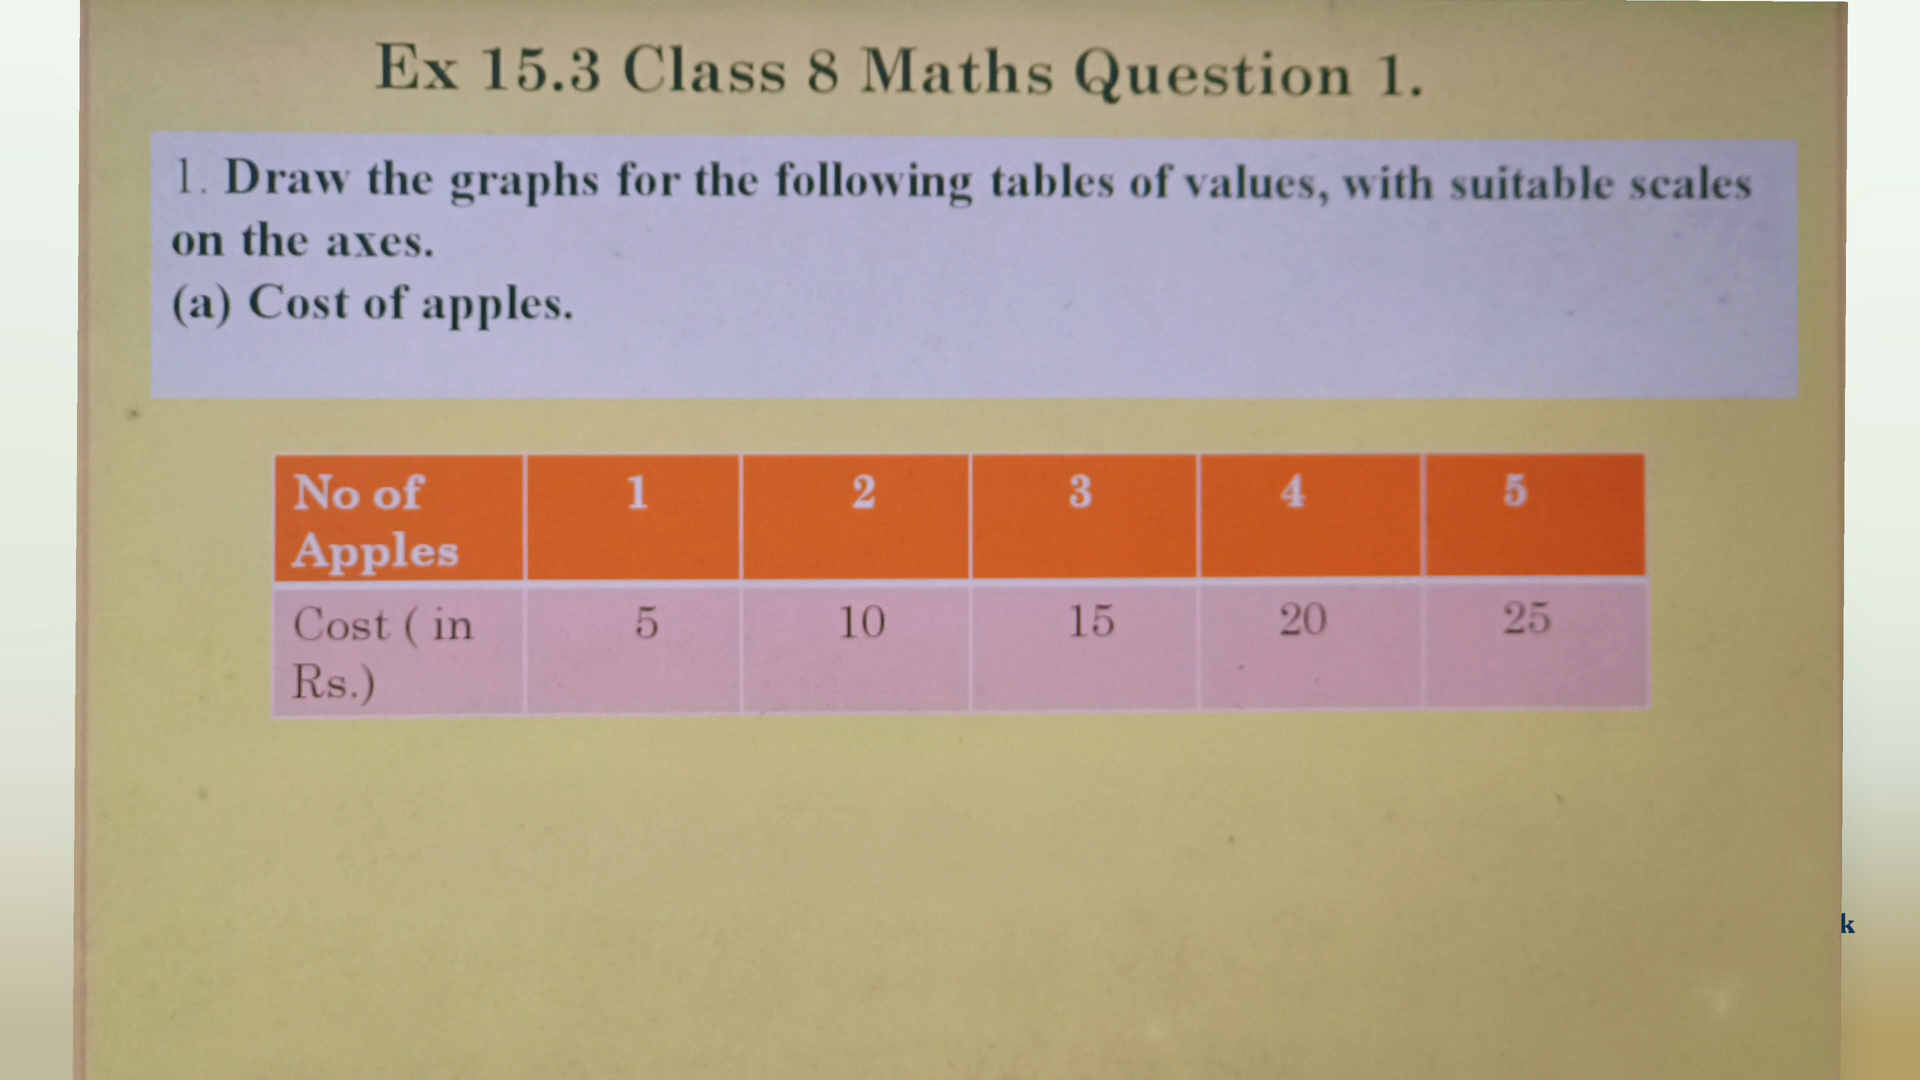 Ex 15.3 Class 8 Maths Question 1.
1. Draw the graphs for the following tables of values, with suitable scales
on the axes.
(a) Cost of apples.
No of Apples 1 2 3 4 5
Cost ( in Rs.) 5 10 15 20 25
k